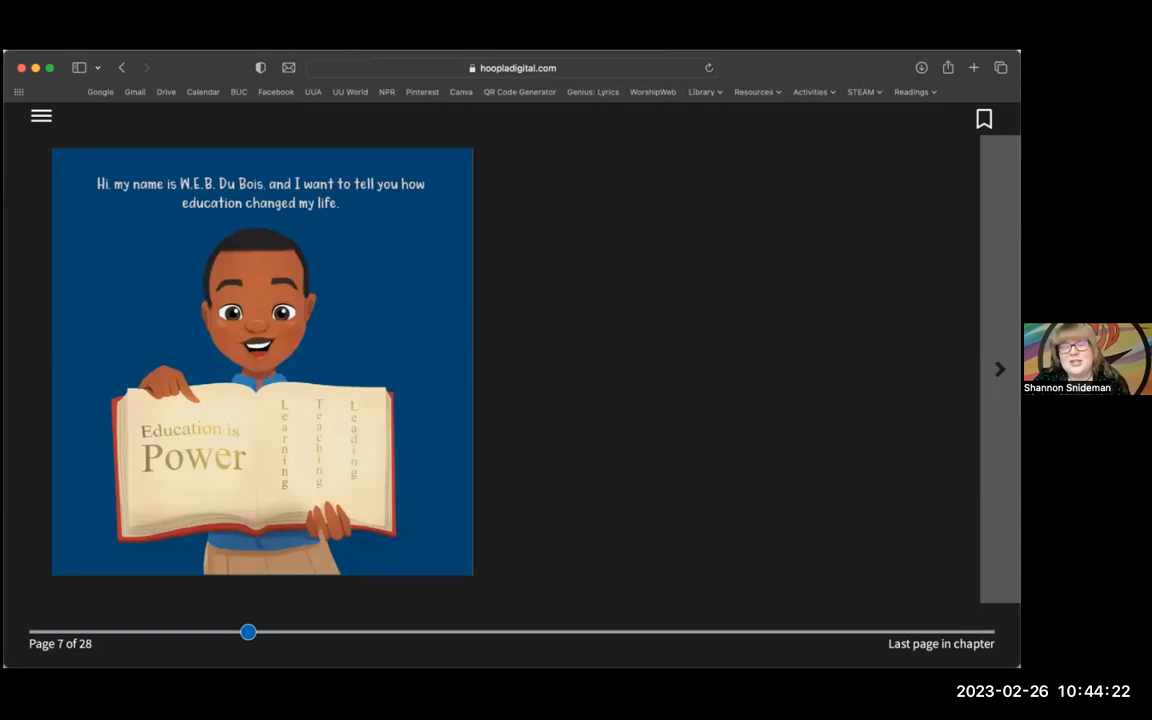 hoopladigital.com
Google Gmail Drive Calendar BUC Facebook UUA UU World NPR Pinterest Canva QR Code Generator Genius: Lyrics WorshipWeb Library Resources Activities STEAM Readings
Hi, my name is W.E.B. Du Bois, and I want to tell you how
education changed my life.
Education is
Power
Learning
Teaching
Leading
Shannon Snideman
Page 7 of 28
Last page in chapter
2023-02-26 10:44:22